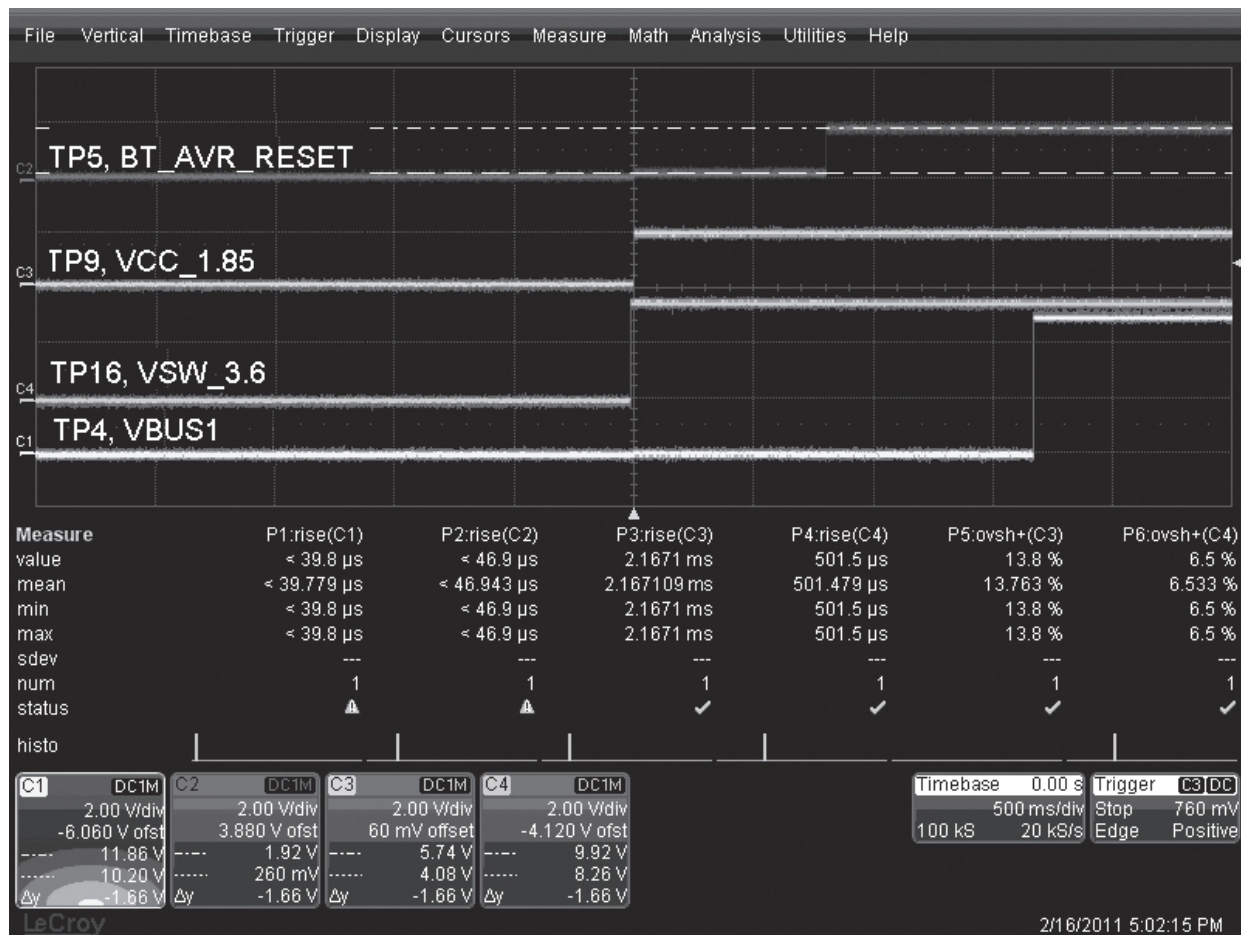 File Vertical Timebase Trigger Display Cursors Measure Math Analysis Utilities Help
C2 TP5, BT_AVR_RESET
C3 TP9, VCC_1.85
C4 TP16, VSW_3.6
C1 TP4, VBUS1
Measure P1:rise(C1) P2:rise(C2) P3:rise(C3) P4:rise(C4) P5:ovsh+(C3) P6:ovsh+(C4)
value < 39.8 µs < 46.9 µs 2.1671 ms 501.5 µs 13.8 % 6.5 %
mean < 39.779 µs < 46.943 µs 2.167109 ms 501.479 µs 13.763 % 6.533 %
min < 39.8 µs < 46.9 µs 2.1671 ms 501.5 µs 13.8 % 6.5 %
max < 39.8 µs < 46.9 µs 2.1671 ms 501.5 µs 13.8 % 6.5 %
sdev --- --- --- --- --- ---
num 1 1 1 1 1 1
status
histo
C1 DC1M C2 DC1M C3 DC1M C4 DC1M Timebase 0.00 s Trigger C3 DC
2.00 V/div 2.00 V/div 2.00 V/div 2.00 V/div 500 ms/div Stop 760 mV
-6.060 V ofst 3.880 V ofst 60 mV offset -4.120 V ofst 100 kS 20 kS/s Edge Positive
11.86 V 1.92 V 5.74 V 9.92 V
10.20 V 260 mV 4.08 V 8.26 V
Δy -1.66 V Δy -1.66 V Δy -1.66 V Δy -1.66 V
LeCroy 2/16/2011 5:02:15 PM